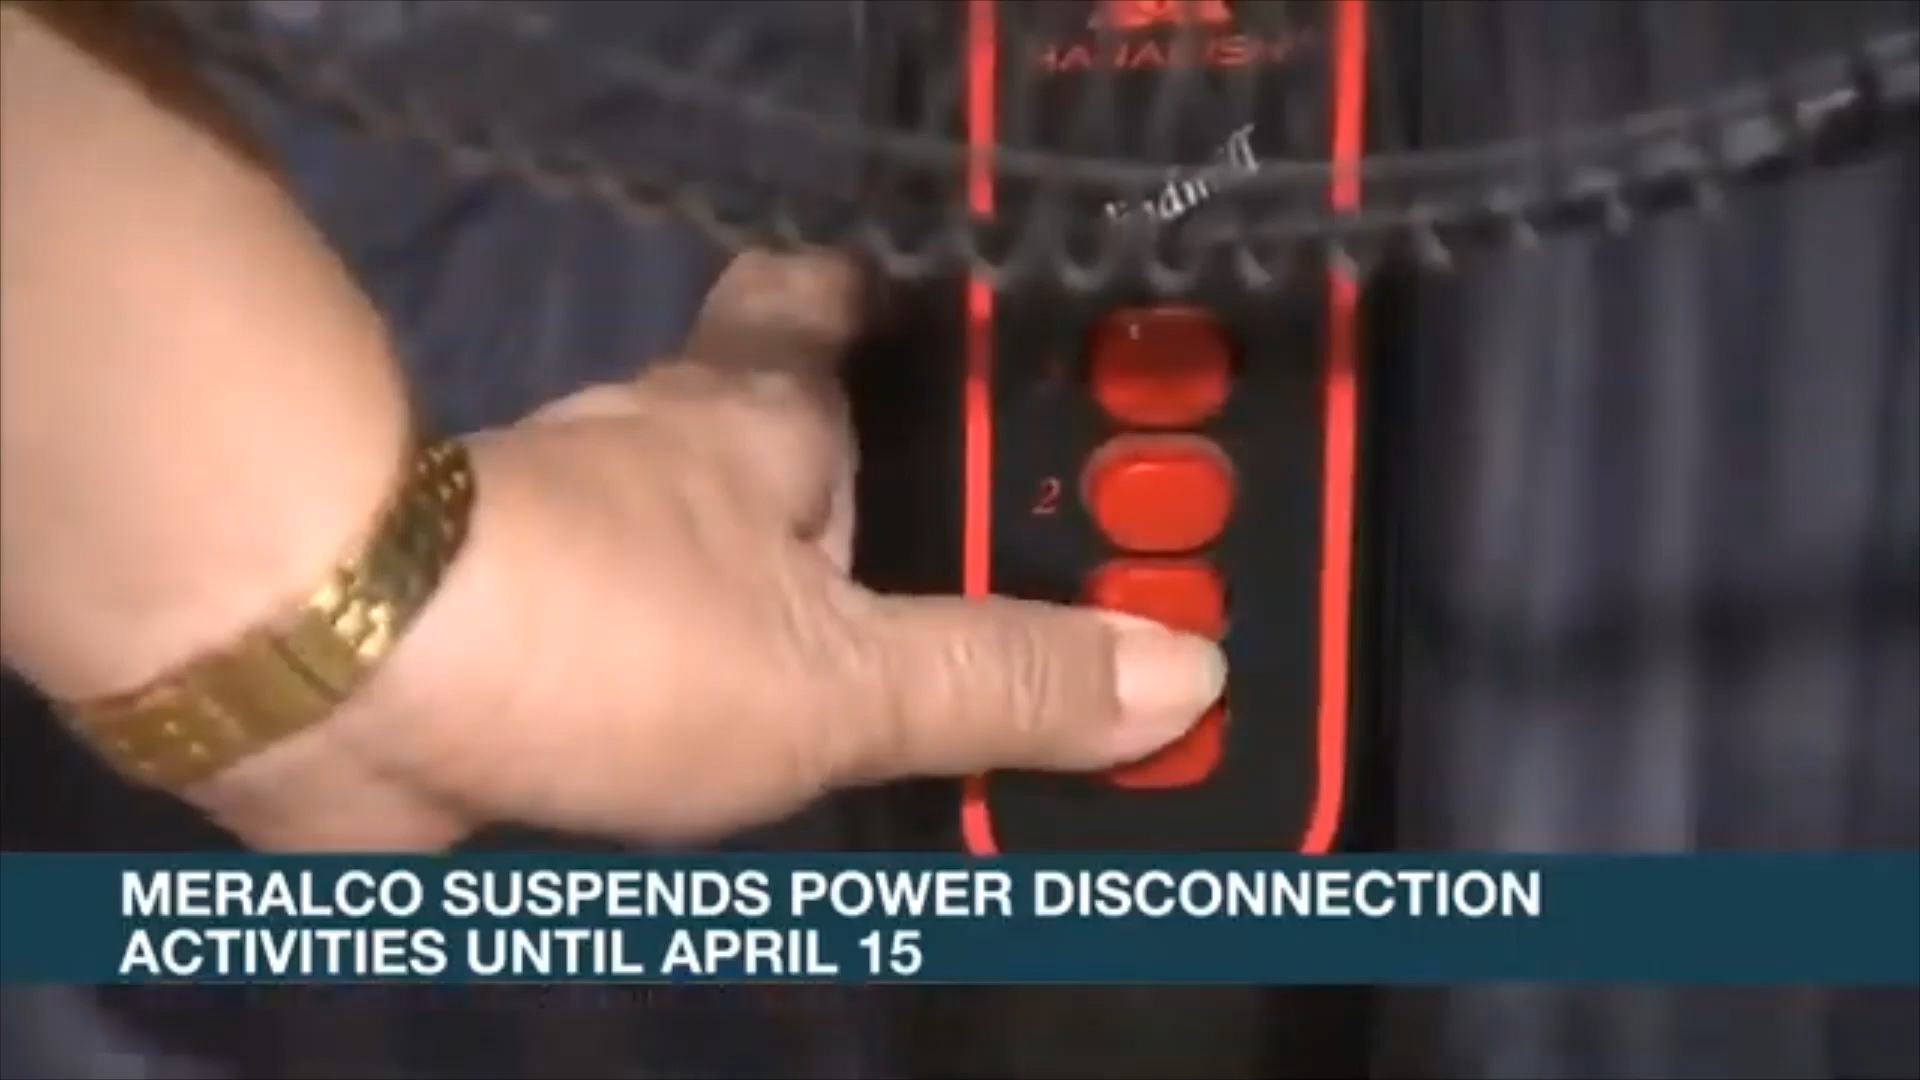 2
MERALCO SUSPENDS POWER DISCONNECTION
ACTIVITIES UNTIL APRIL 15